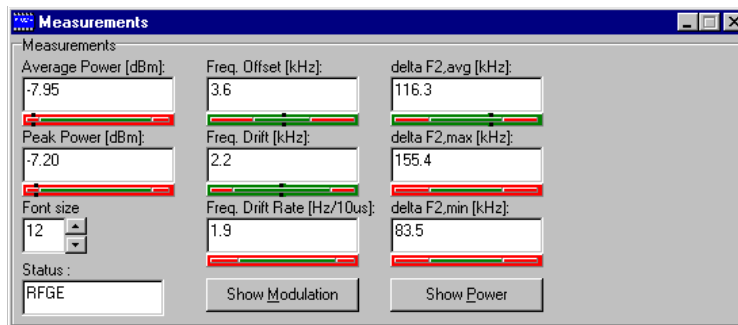 Measurements
Measurements
Average Power [dBm]: Freq. Offset [kHz]: delta F2,avg [kHz]:
-7.95 3.6 116.3
Peak Power [dBm]: Freq. Drift [kHz]: delta F2,max [kHz]:
-7.20 2.2 155.4
Font size Freq. Drift Rate [Hz/10us]: delta F2,min [kHz]:
12 1.9 83.5
Status :
RFGE Show Modulation Show Power